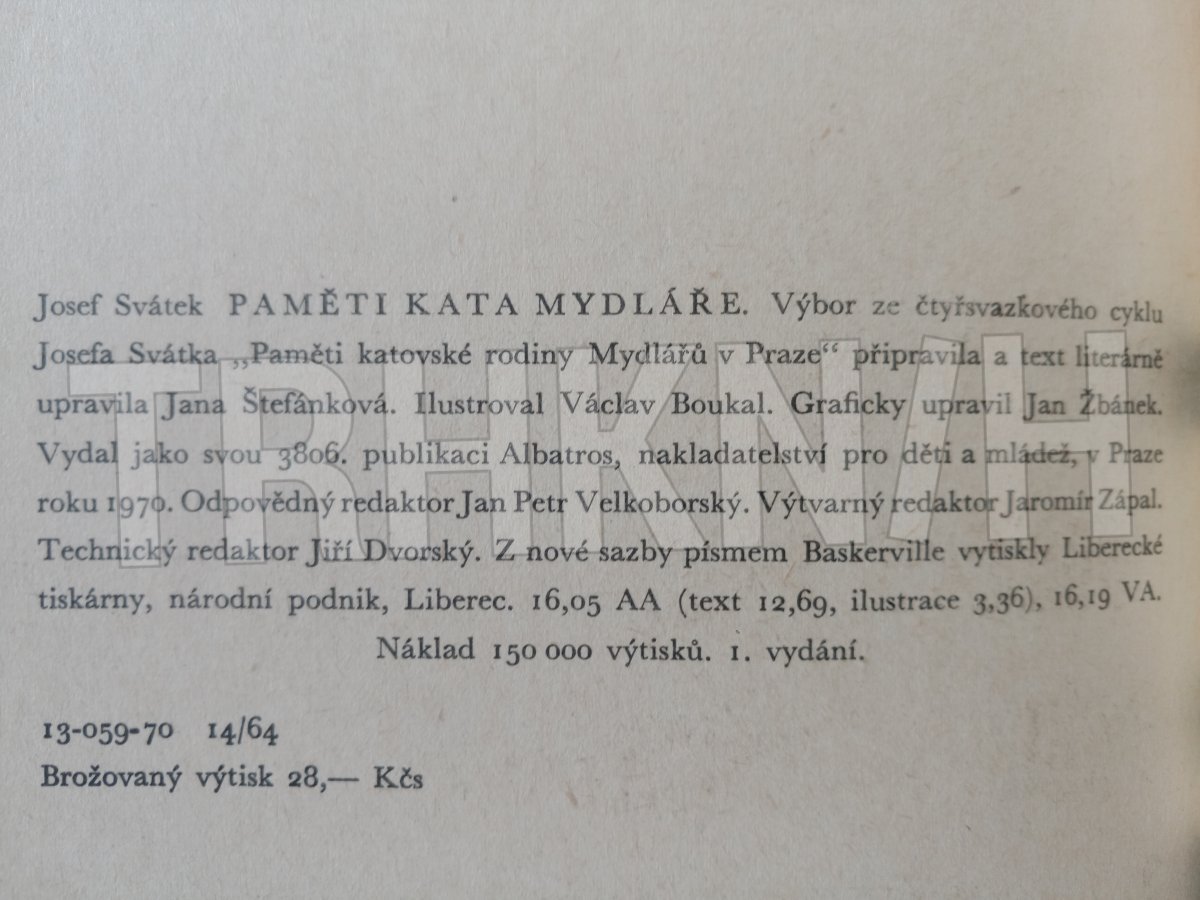 Josef Svátek PAMĚTI KATA MYDLÁŘE. Výbor ze čtyřsvazkového cyklu
Josefa Svátka „Paměti katovské rodiny Mydlářů v Praze“ připravila a text literárně
upravila Jana Štefánková. Ilustroval Václav Boukal. Graficky upravil Jan Žbánek.
Vydal jako svou 3806. publikaci Albatros, nakladatelství pro děti a mládež, v Praze
roku 1970. Odpovědný redaktor Jan Petr Velkoborský. Výtvarný redaktor Jaromír Zápal.
Technický redaktor Jiří Dvorský. Z nové sazby písmem Baskerville vytiskly Liberecké
tiskárny, národní podnik, Liberec. 16,05 AA (text 12,69, ilustrace 3,36), 16,19 VA.
Náklad 150 000 výtisků. 1. vydání.
13-059-70 14/64
Brožovaný výtisk 28,— Kčs
TRHKNIH